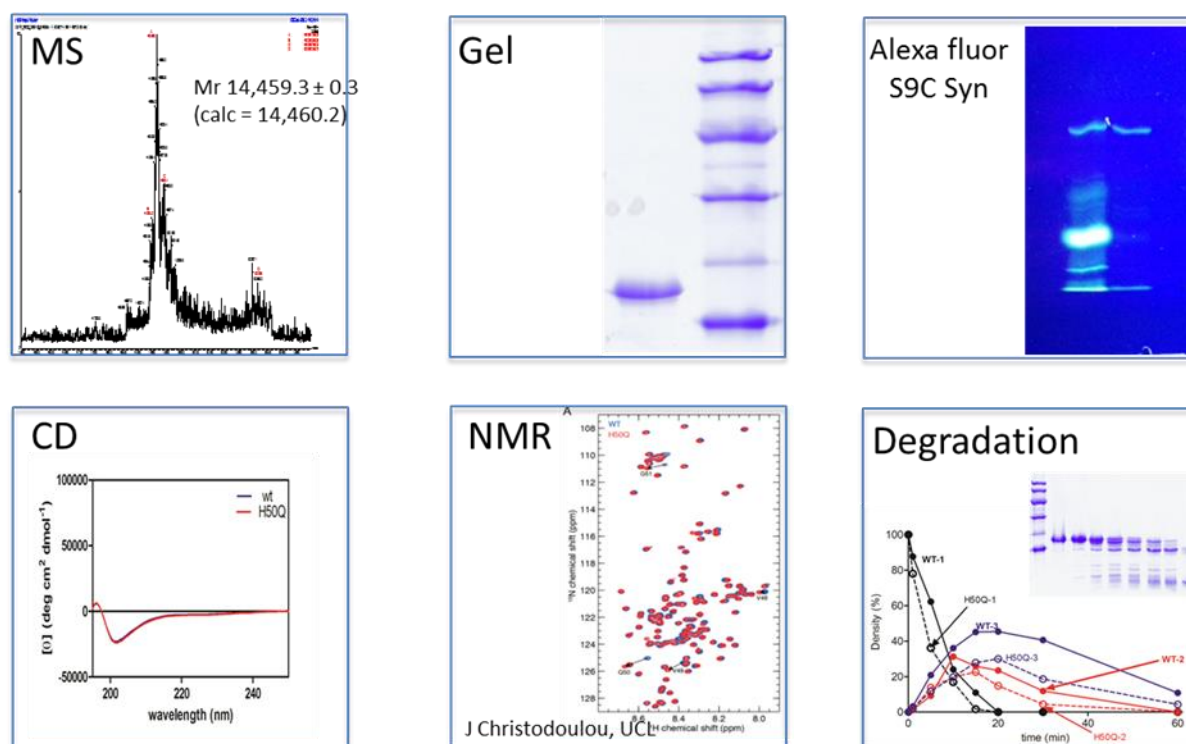 MS
Mr 14,459.3 ± 0.3
(calc = 14,460.2)
Gel
Alexa fluor
S9C Syn
CD
100000
50000
0
-50000
wt
H50Q
[θ] (deg cm² dmol⁻¹)
200
220
240
wavelength (nm)
NMR
A
WT
H50Q
108
110
112
114
116
118
120
122
124
126
128
¹⁵N chemical shift (ppm)
G51
V48
Q50
V49
8.6
8.4
8.2
8.0
¹H chemical shift (ppm)
J Christodoulou, UCL
Degradation
100
80
60
40
20
0
Density (%)
WT-1
H50Q-1
WT-3
H50Q-3
WT-2
H50Q-2
0
20
40
60
time (min)